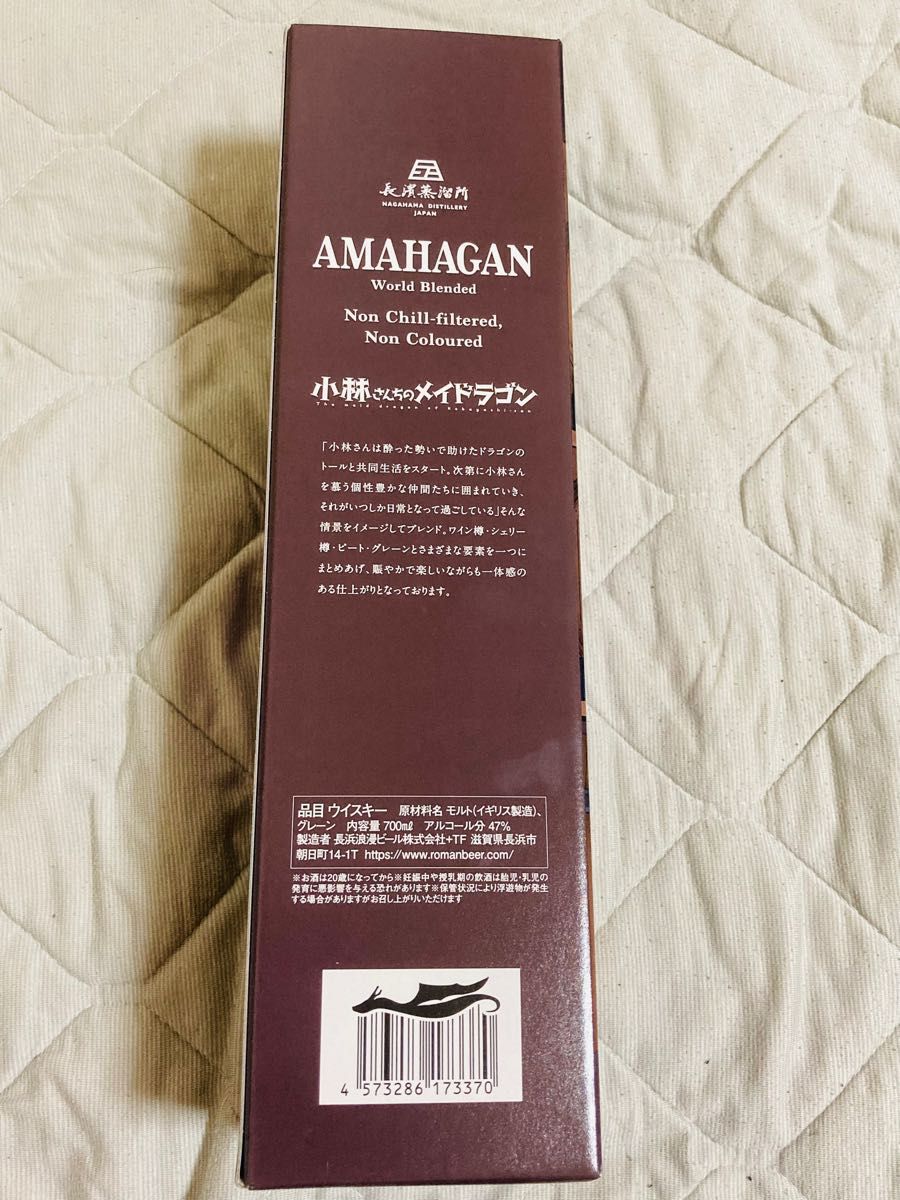 長濱蒸溜所
NAGAHAMA DISTILLERY
JAPAN
AMAHAGAN
World Blended
Non Chill-filtered,
Non Coloured
小林さんちのメイドラゴン
The maid dragon of kobayashi-san
「小林さんは酔った勢いで助けたドラゴンの
トールと共同生活をスタート。次第に小林さん
を慕う個性豊かな仲間たちに囲まれていき、
それがいつしか日常となって過ごしている」そんな
情景をイメージしてブレンド。ワイン樽・シェリー
樽・ピート・グレーンとさまざまな要素を一つに
まとめあげ、賑やかで楽しいながらも一体感の
ある仕上がりとなっております。
品目 ウイスキー 原材料名 モルト(イギリス製造)、
グレーン 内容量 700㎖ アルコール分 47%
製造者 長浜浪漫ビール株式会社+TF 滋賀県長浜市
朝日町14-1T https://www.romanbeer.com/
※お酒は20歳になってから※妊娠中や授乳期の飲酒は胎児・乳児の
発育に悪影響を与える恐れがあります※保管状況により浮遊物が発生
する場合がありますがお召し上がりいただけます
4 573286 173370